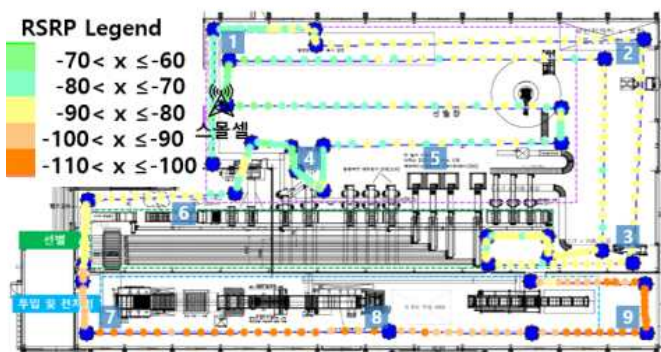 RSRP Legend
-70< x ≤-60
-80< x ≤-70
-90< x ≤-80
-100< x ≤-90
-110< x ≤-100
스몰셀
1
2
3
4
5
6
7
8
9
선별
투입 및 전처리